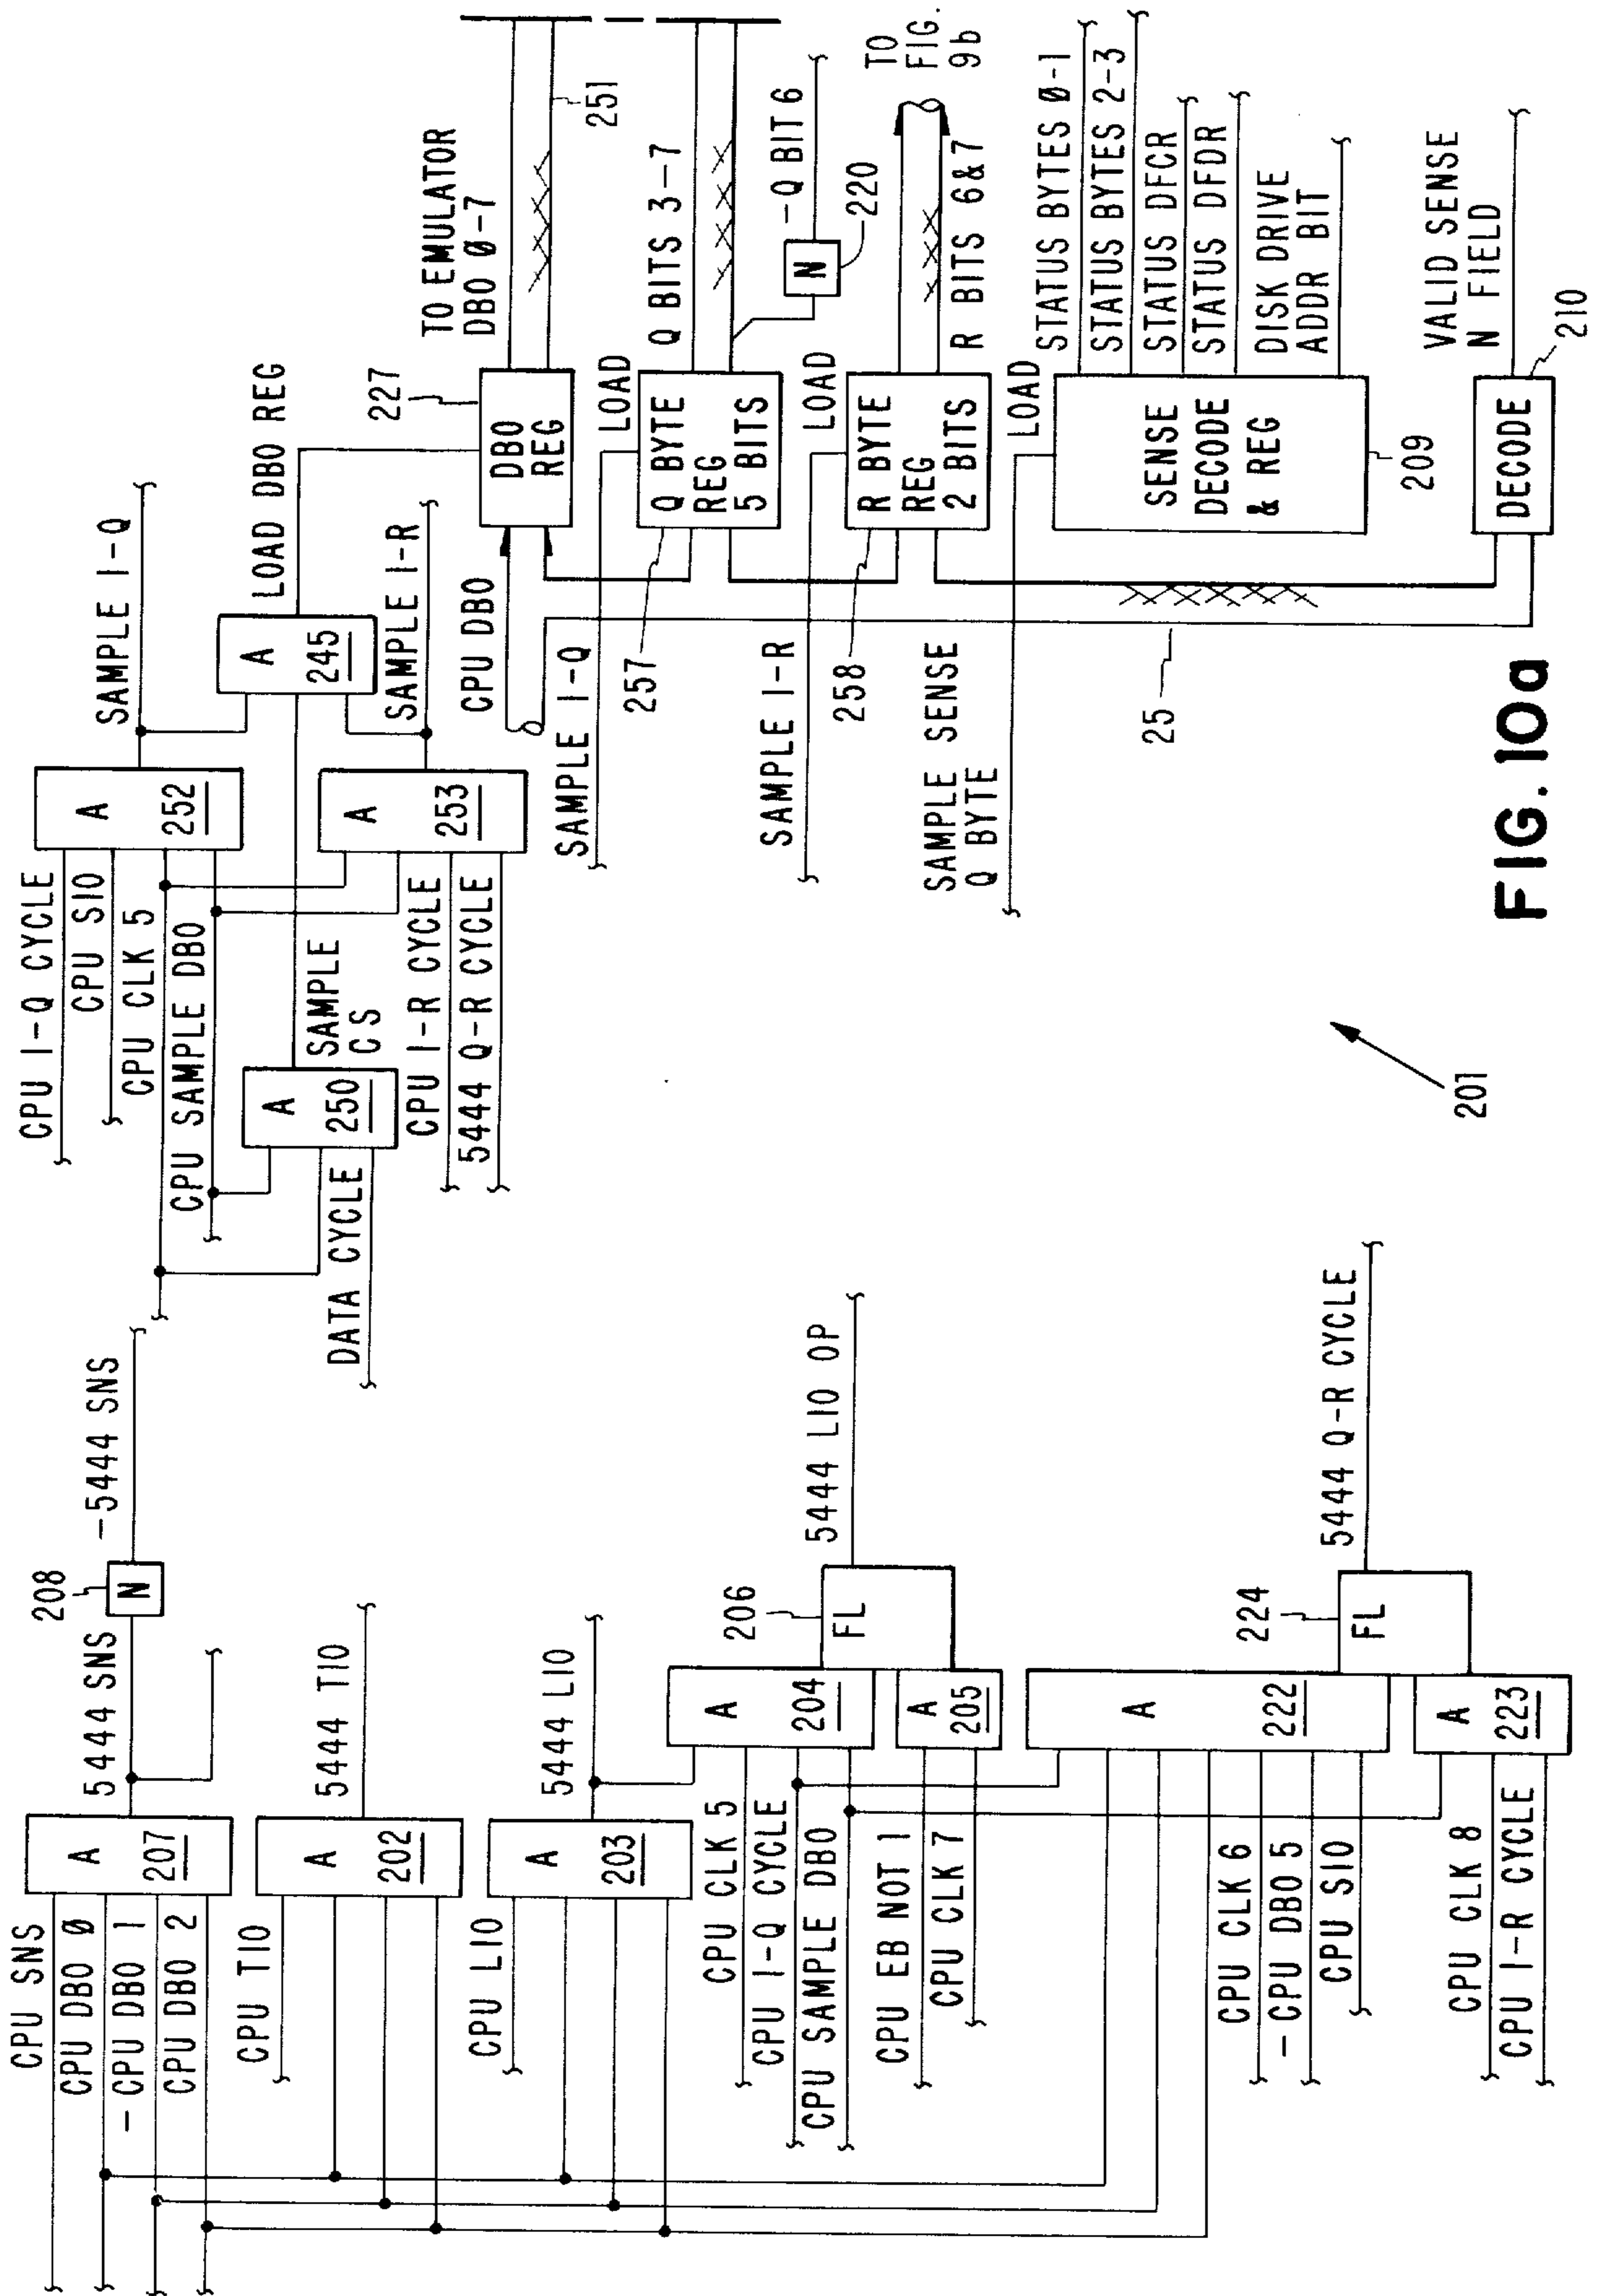 CPU SNS
CPU DBO Ø
-CPU DBO 1
CPU DBO 2
A
207
5444 SNS
208
N
-5444 SNS
CPU TIO
A
202
5444 TIO
CPU LIO
A
203
5444 LIO
CPU CLK 5
CPU I-Q CYCLE
CPU SAMPLE DBO
CPU EB NOT 1
CPU CLK 7
A
204
A
205
206
FL
5444 LIO OP
CPU CLK 6
-CPU DBO 5
CPU SIO
CPU CLK 8
CPU I-R CYCLE
A
222
A
223
224
FL
5444 Q-R CYCLE
CPU I-Q CYCLE
CPU SIO
CPU CLK 5
CPU SAMPLE DBO
DATA CYCLE
A
250
SAMPLE
CS
CPU I-R CYCLE
5444 Q-R CYCLE
A
252
A
253
SAMPLE I-Q
A
245
SAMPLE I-R
LOAD DBO REG
CPU DBO
227
DBO
REG
TO EMULATOR
DBO Ø-7
251
SAMPLE I-Q
257
LOAD
Q BYTE
REG
5 BITS
Q BITS 3-7
N
-Q BIT 6
220
SAMPLE I-R
258
LOAD
R BYTE
REG
2 BITS
R BITS 6&7
TO
FIG.
9b
SAMPLE SENSE
Q BYTE
LOAD
SENSE
DECODE
& REG
209
STATUS BYTES Ø-1
STATUS BYTES 2-3
STATUS DFCR
STATUS DFDR
DISK DRIVE
ADDR BIT
25
DECODE
VALID SENSE
N FIELD
210
201
FIG. 10a